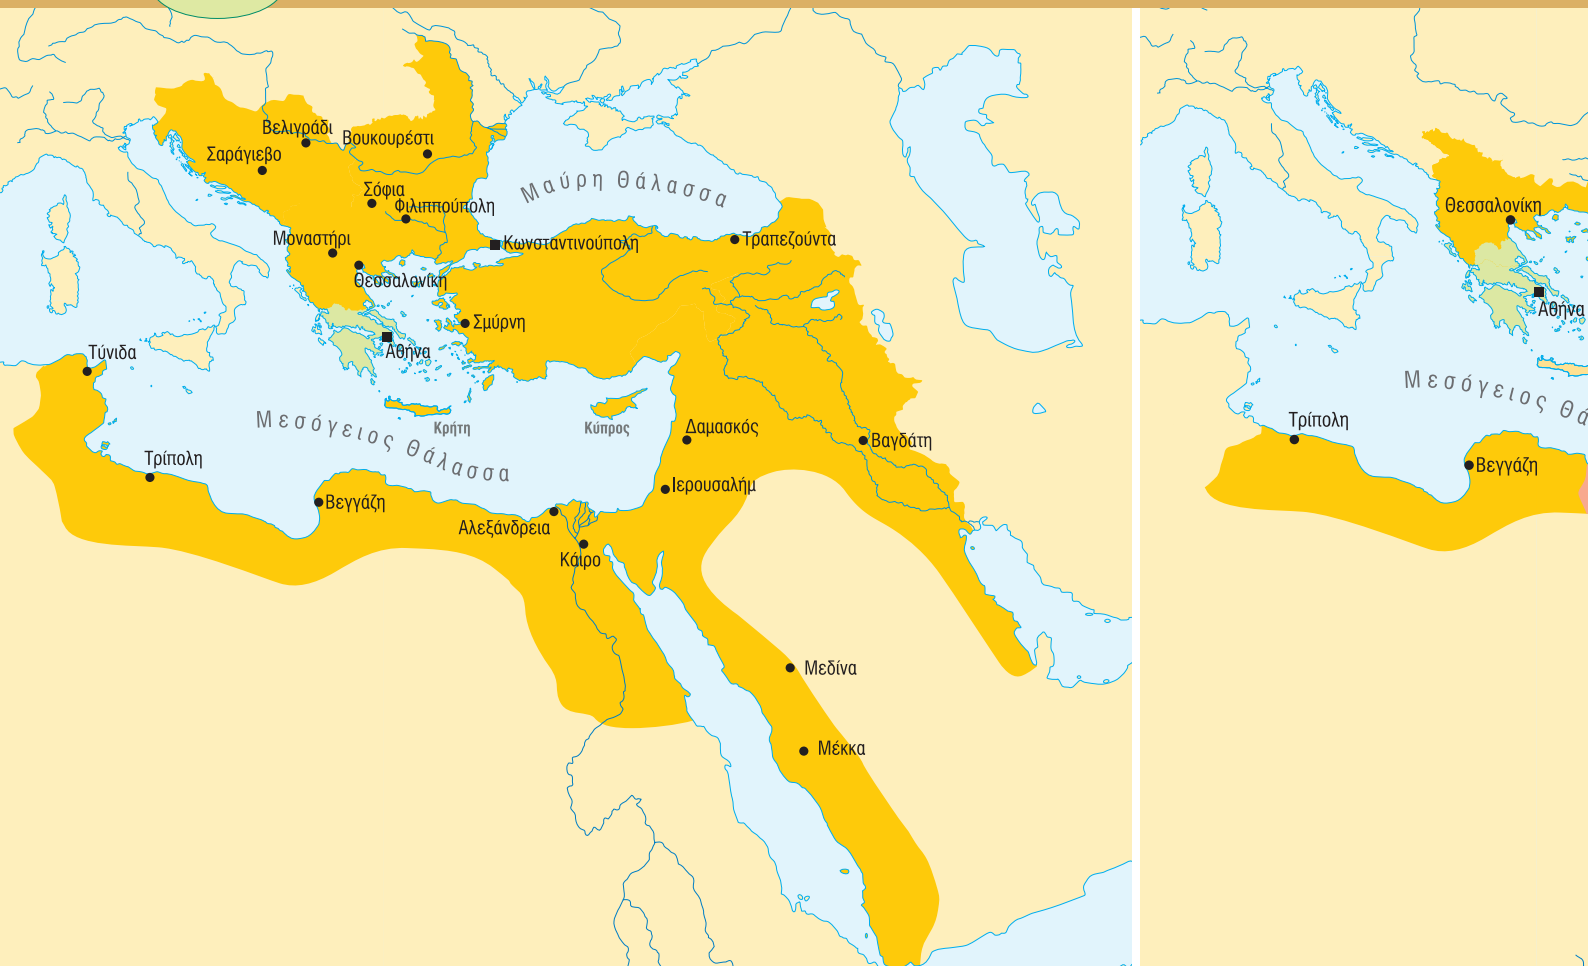 Βελιγράδι
Βουκουρέστι
Σαράγιεβο
Σόφια
Φιλιππούπολη
Μαύρη Θάλασσα
Μοναστήρι
Κωνσταντινούπολη
Τραπεζούντα
Θεσσαλονίκη
Σμύρνη
Αθήνα
Τύνιδα
Μεσόγειος Θάλασσα
Κρήτη
Κύπρος
Δαμασκός
Βαγδάτη
Τρίπολη
Βεγγάζη
Ιερουσαλήμ
Αλεξάνδρεια
Κάιρο
Μεδίνα
Μέκκα
Θεσσαλονίκη
Αθήνα
Μεσόγειος Θά
Τρίπολη
Βεγγάζη